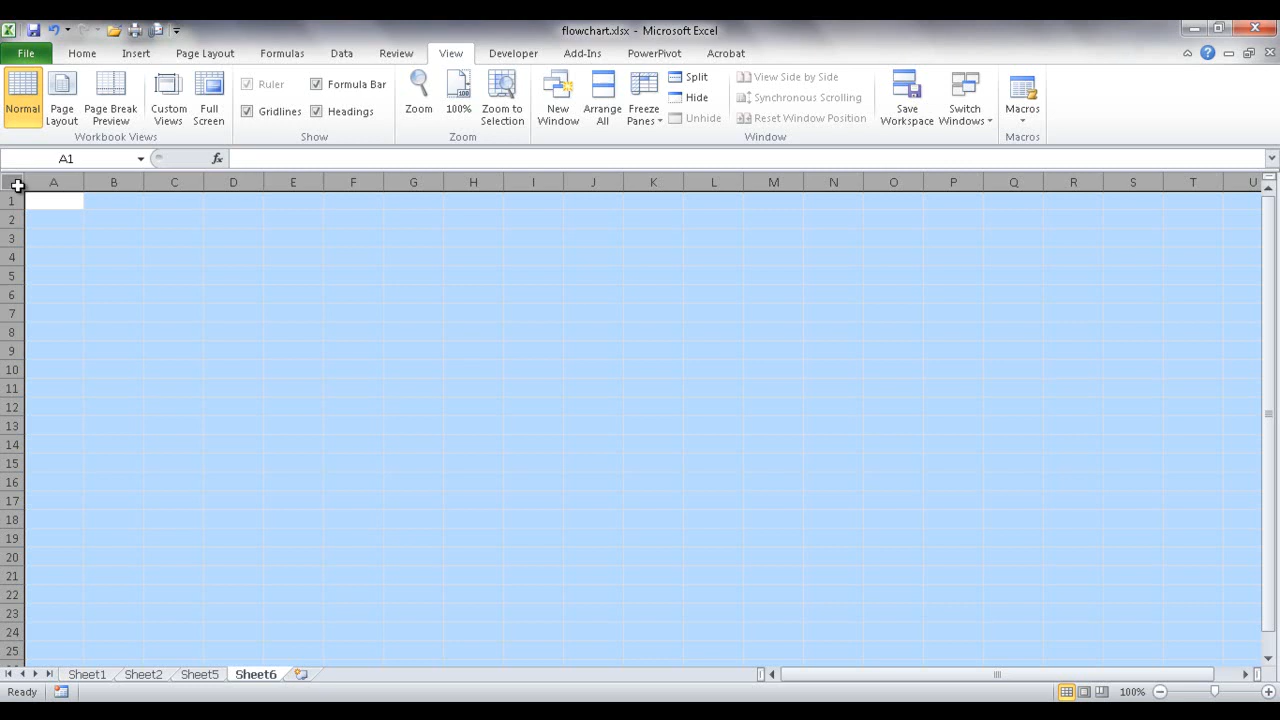 flowchart.xlsx - Microsoft Excel
File Home Insert Page Layout Formulas Data Review View Developer Add-Ins PowerPivot Acrobat
Normal
Page Layout
Page Break Preview
Custom Views
Full Screen
Workbook Views
Ruler
Formula Bar
Gridlines
Headings
Show
Zoom
100%
Zoom to Selection
Zoom
New Window
Arrange All
Freeze Panes
Split
Hide
Unhide
View Side by Side
Synchronous Scrolling
Reset Window Position
Window
Save Workspace
Switch Windows
Macros
Macros
A1
fx
A B C D E F G H I J K L M N O P Q R S T U
1
2
3
4
5
6
7
8
9
10
11
12
13
14
15
16
17
18
19
20
21
22
23
24
25
Sheet1 Sheet2 Sheet5 Sheet6
Ready 100%